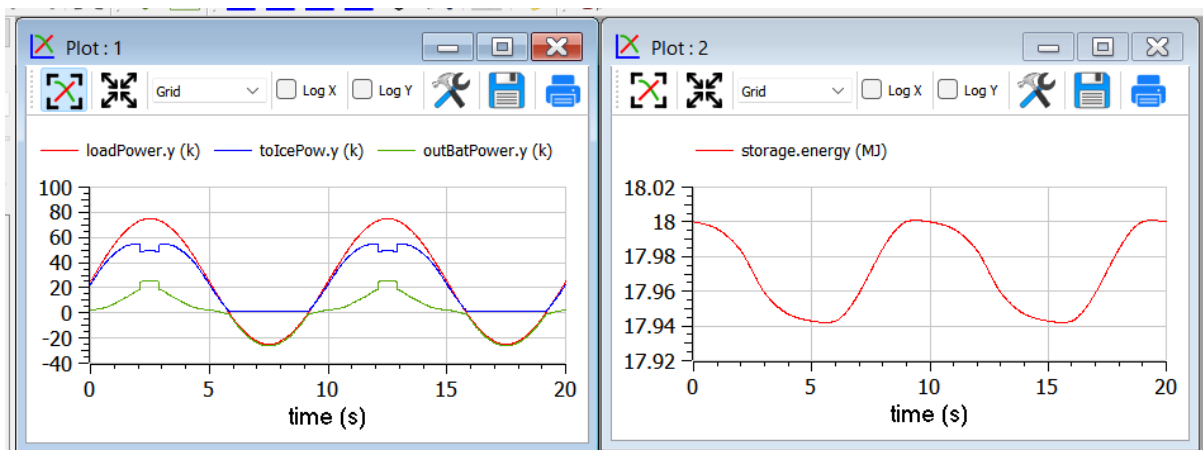 Plot : 1
Grid Log X Log Y
loadPower.y (k) toIcePow.y (k) outBatPower.y (k)
100
80
60
40
20
0
-20
-40
0 5 10 15 20
time (s)
Plot : 2
Grid Log X Log Y
storage.energy (MJ)
18.02
18
17.98
17.96
17.94
17.92
0 5 10 15 20
time (s)